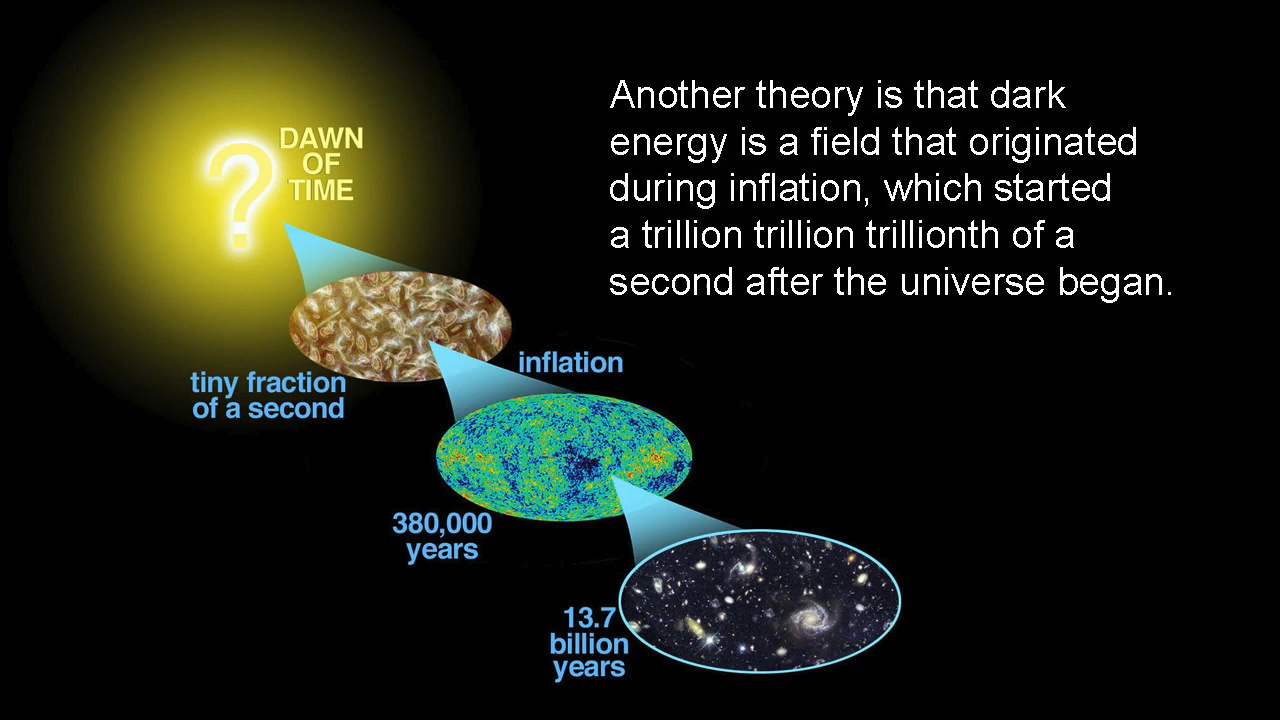 Another theory is that dark
energy is a field that originated
during inflation, which started
a trillion trillion trillionth of a
second after the universe began.
?
DAWN
OF
TIME
tiny fraction
of a second
inflation
380,000
years
13.7
billion
years